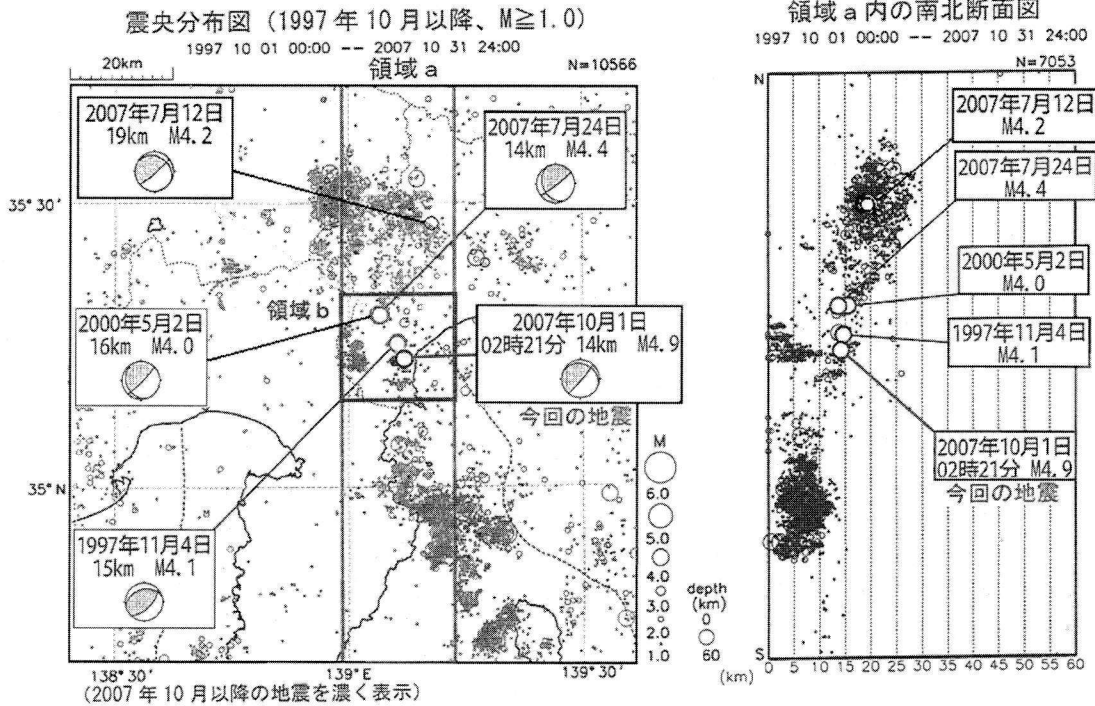 震央分布図（1997年10月以降、M≧1.0）
1997 10 01 00:00 -- 2007 10 31 24:00
20km
領域a
N=10566
2007年7月12日
19km M4.2
2007年7月24日
14km M4.4
35°30'
領域b
2000年5月2日
16km M4.0
2007年10月1日
02時21分 14km M4.9
今回の地震
35°N
1997年11月4日
15km M4.1
M
6.0
5.0
4.0
3.0
2.0
1.0
depth
(km)
0
60
138°30'
139°E
139°30'
(2007年10月以降の地震を濃く表示)
領域a内の南北断面図
1997 10 01 00:00 -- 2007 10 31 24:00
N=7053
N
2007年7月12日
M4.2
2007年7月24日
M4.4
2000年5月2日
M4.0
1997年11月4日
M4.1
2007年10月1日
02時21分 M4.9
今回の地震
S
0 5 10 15 20 25 30 35 40 45 50 55 60
(km)